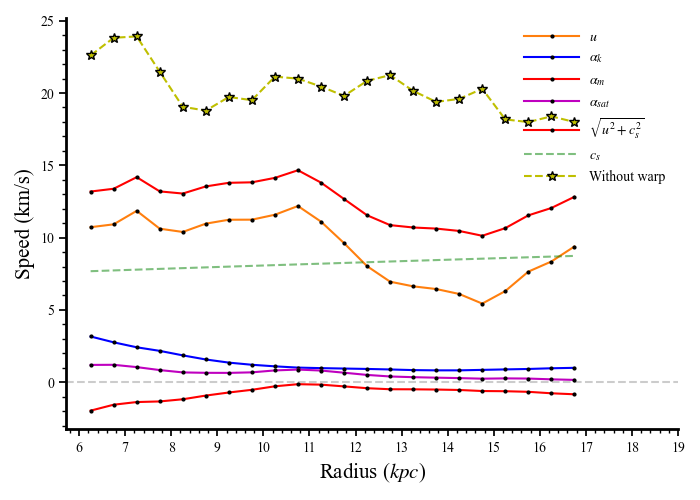 25
20
15
10
5
0
Speed (km/s)
6 7 8 9 10 11 12 13 14 15 16 17 18 19
Radius (kpc)
u
αk
αm
αsat
√u² + cs²
cs
Without warp